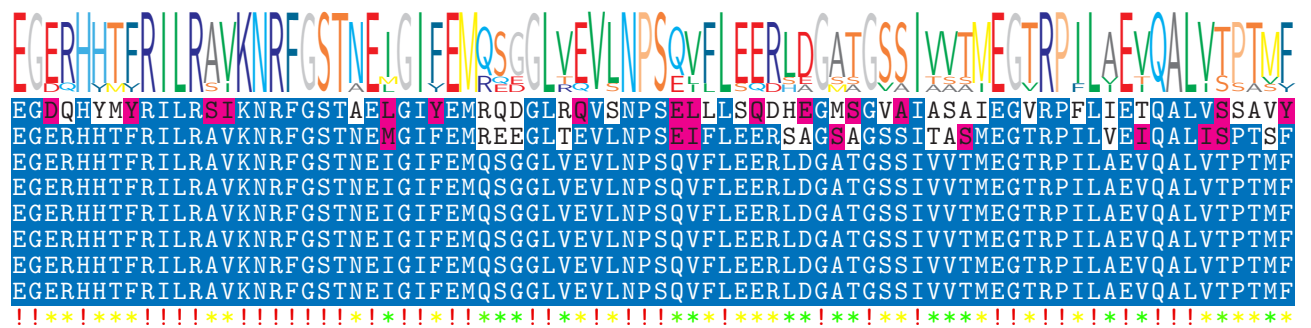 EGERHHTFRILRAVKNRFGSTNEIGIFEMQSGGLVEVLNPSQVFLEERLDGATGSSIVVTMEGTRPILAEVQALVTPTMF
EGDQHYMYRILRSIKNRFGSTAELGIYEMRQDGLRQVSNPSELLLSQDHEGMSGVAIASAIEGVRPFLIETQALVSSAVY
EGERHHTFRILRAVKNRFGSTNEMGIFEMREEGLTEVLNPSEIFLEERSAGSAGSSITASMEGTRPILVEIQALISPTSF
EGERHHTFRILRAVKNRFGSTNEIGIFEMQSGGLVEVLNPSQVFLEERLDGATGSSIVVTMEGTRPILAEVQALVTPTMF
EGERHHTFRILRAVKNRFGSTNEIGIFEMQSGGLVEVLNPSQVFLEERLDGATGSSIVVTMEGTRPILAEVQALVTPTMF
EGERHHTFRILRAVKNRFGSTNEIGIFEMQSGGLVEVLNPSQVFLEERLDGATGSSIVVTMEGTRPILAEVQALVTPTMF
EGERHHTFRILRAVKNRFGSTNEIGIFEMQSGGLVEVLNPSQVFLEERLDGATGSSIVVTMEGTRPILAEVQALVTPTMF
EGERHHTFRILRAVKNRFGSTNEIGIFEMQSGGLVEVLNPSQVFLEERLDGATGSSIVVTMEGTRPILAEVQALVTPTMF
EGERHHTFRILRAVKNRFGSTNEIGIFEMQSGGLVEVLNPSQVFLEERLDGATGSSIVVTMEGTRPILAEVQALVTPTMF
!!**!***!!!!**!!!!!!!*!*!!*!!***!!**!*!!!***!*****!**!**!****!!*!!*!*!*!!!******